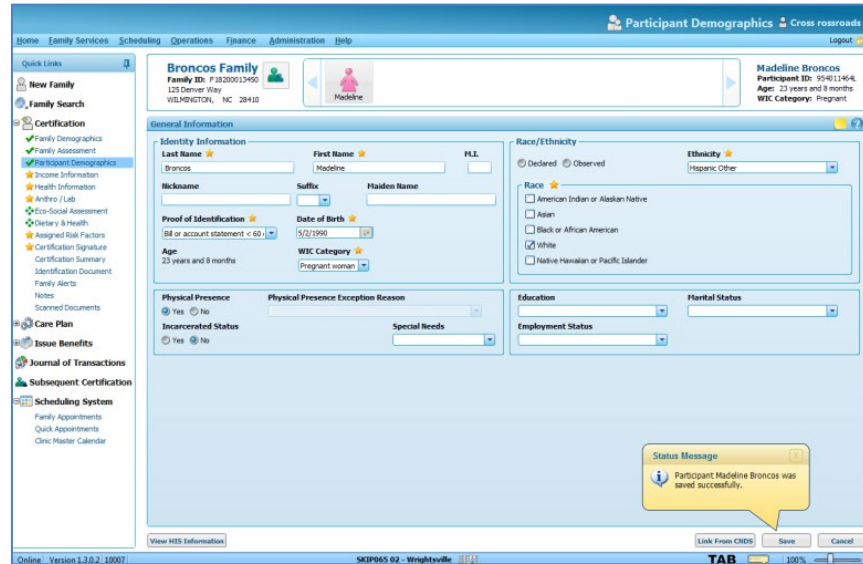 Participant Demographics Cross rossroads
Home Family Services Scheduling Operations Finance Administration Help Logout
Quick Links
New Family
Family Search
Certification
Family Demographics
Family Assessment
Participant Demographics
Income Information
Health Information
Anthro / Lab
Eco-Social Assessment
Dietary & Health
Assigned Risk Factors
Certification Signature
Certification Summary
Identification Document
Family Alerts
Notes
Scanned Documents
Care Plan
Issue Benefits
Journal of Transactions
Subsequent Certification
Scheduling System
Family Appointments
Quick Appointments
Clinic Master Calendar
Broncos Family
Family ID: F18200013450
125 Denver Way
WILMINGTON, NC 28410
Madeline
Madeline Broncos
Participant ID: 954011464L
Age: 23 years and 8 months
WIC Category: Pregnant
General Information
Identity Information
Last Name First Name M.I.
Broncos Madeline
Nickname Suffix Maiden Name
Proof of Identification Date of Birth
Bill or account statement < 60 5/2/1990
Age WIC Category
23 years and 8 months Pregnant woman
Race/Ethnicity
Declared Observed Ethnicity
Hispanic Other
Race
American Indian or Alaskan Native
Asian
Black or African American
White
Native Hawaiian or Pacific Islander
Physical Presence Physical Presence Exception Reason
Yes No
Incarcerated Status Special Needs
Yes No
Education Marital Status
Employment Status
Status Message
Participant Madeline Broncos was
saved successfully.
View HIS Information Link From CNDS Save Cancel
Online Version 1.3.0.2 10007 SKIP065 02 - Wrightsville TAB 100%